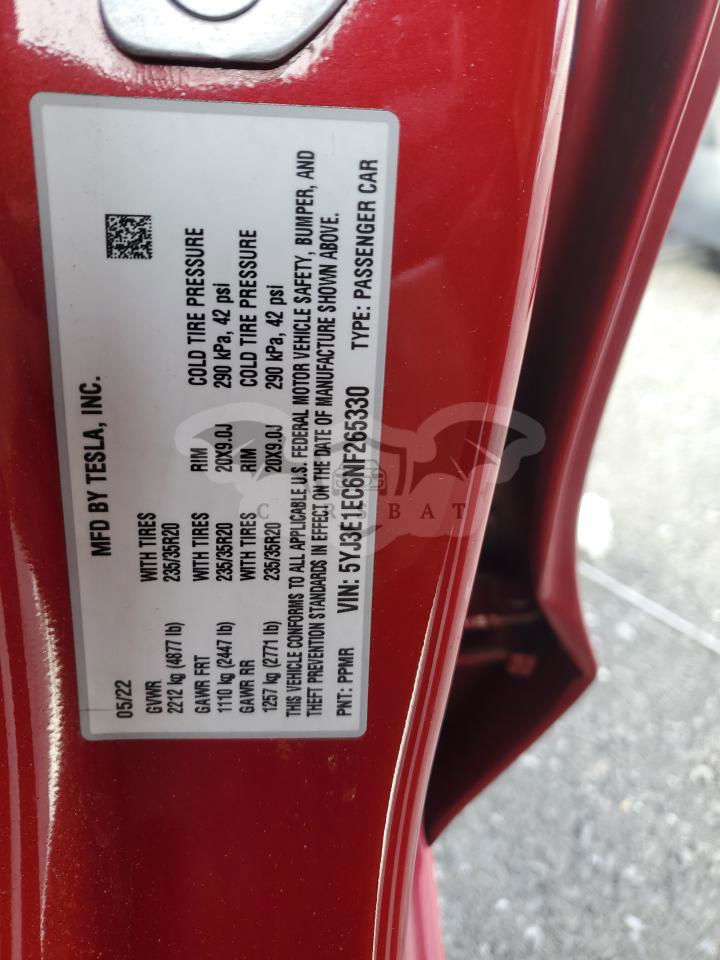 MFD BY TESLA, INC.
05/22
GVWR WITH TIRES
2212 kg (4877 lb) 235/35R20
GAWR FRT WITH TIRES RIM COLD TIRE PRESSURE
1110 kg (2447 lb) 235/35R20 20X9.0J 290 kPa, 42 psi
GAWR RR WITH TIRES RIM COLD TIRE PRESSURE
1257 kg (2771 lb) 235/35R20 20X9.0J 290 kPa, 42 psi
THIS VEHICLE CONFORMS TO ALL APPLICABLE U.S. FEDERAL MOTOR VEHICLE SAFETY, BUMPER, AND
THEFT PREVENTION STANDARDS IN EFFECT ON THE DATE OF MANUFACTURE SHOWN ABOVE.
PNT: PPMR VIN: 5YJ3E1EC6NF265330 TYPE: PASSENGER CAR